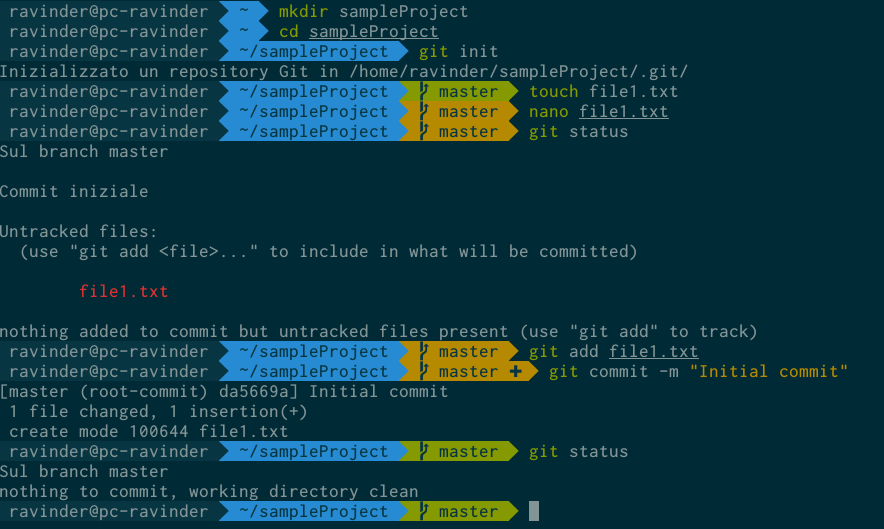 ravinder@pc-ravinder ~ mkdir sampleProject
ravinder@pc-ravinder ~ cd sampleProject
ravinder@pc-ravinder ~/sampleProject git init
Inizializzato un repository Git in /home/ravinder/sampleProject/.git/
ravinder@pc-ravinder ~/sampleProject master touch file1.txt
ravinder@pc-ravinder ~/sampleProject master nano file1.txt
ravinder@pc-ravinder ~/sampleProject master git status
Sul branch master
Commit iniziale
Untracked files:
(use "git add <file>..." to include in what will be committed)
file1.txt
nothing added to commit but untracked files present (use "git add" to track)
ravinder@pc-ravinder ~/sampleProject master git add file1.txt
ravinder@pc-ravinder ~/sampleProject master ✚ git commit -m "Initial commit"
[master (root-commit) da5669a] Initial commit
1 file changed, 1 insertion(+)
create mode 100644 file1.txt
ravinder@pc-ravinder ~/sampleProject master git status
Sul branch master
nothing to commit, working directory clean
ravinder@pc-ravinder ~/sampleProject master